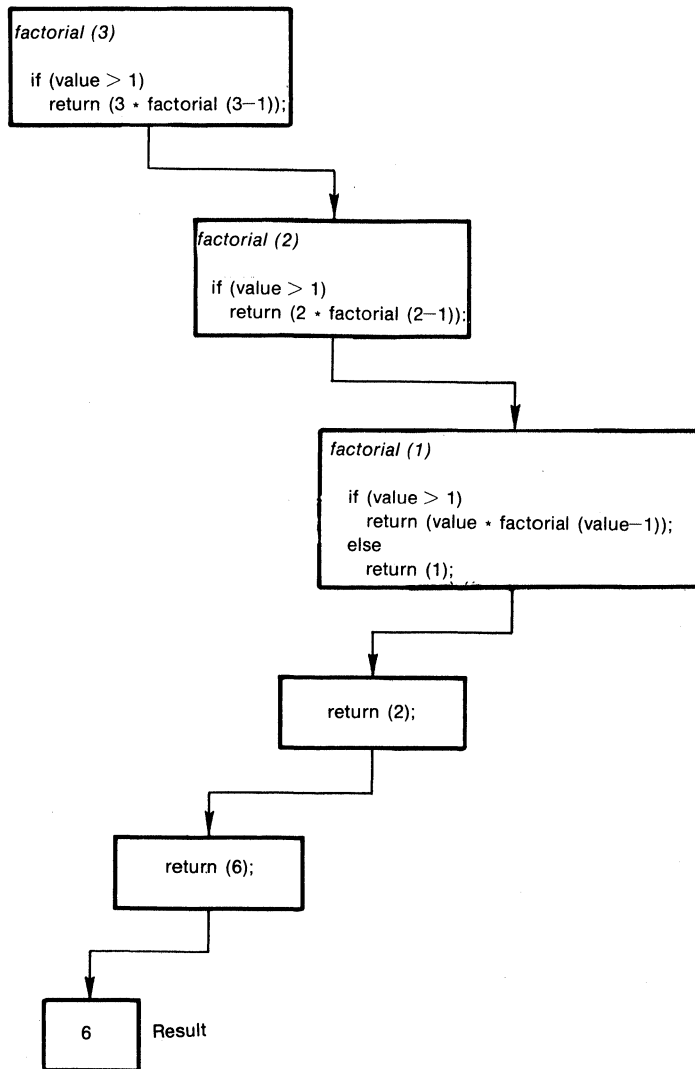 factorial (3)
if (value > 1)
return (3 * factorial (3-1));
factorial (2)
if (value > 1)
return (2 * factorial (2-1));
factorial (1)
if (value > 1)
return (value * factorial (value-1));
else
return (1);
return (2);
return (6);
6 Result